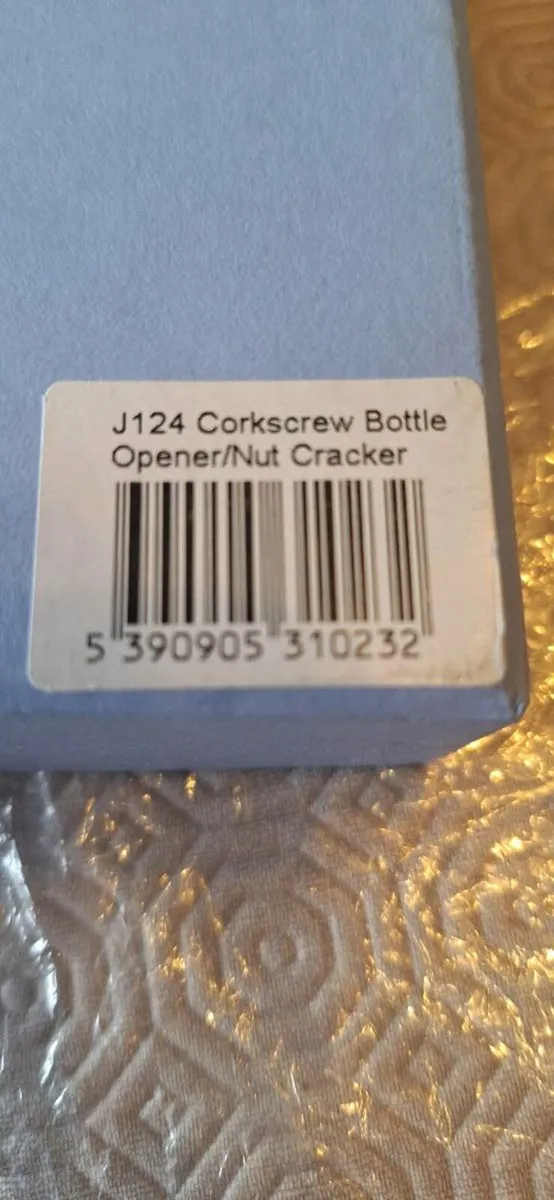 J124 Corkscrew Bottle
Opener/Nut Cracker
5 390905 310232